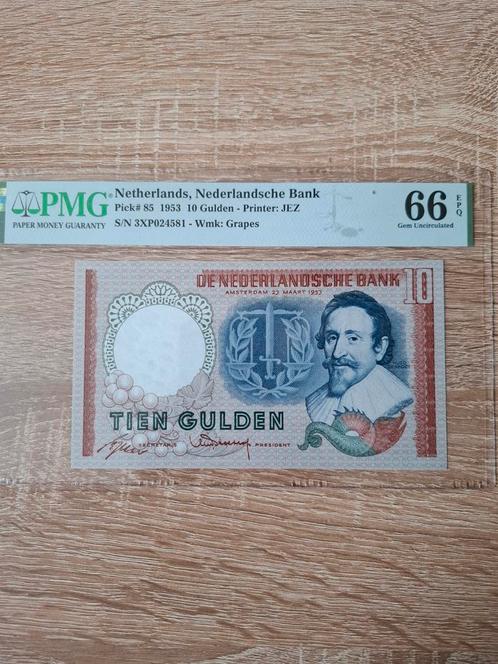 PMG
PAPER MONEY GUARANTY
Netherlands, Nederlandsche Bank
Pick# 85 1953 10 Gulden - Printer: JEZ
S/N 3XP024581 - Wmk: Grapes
66 EPQ
Gem Uncirculated
DE NEDERLANDSCHE BANK
10
AMSTERDAM 23 MAART 1953
TIEN GULDEN
SECRETARIS PRESIDENT